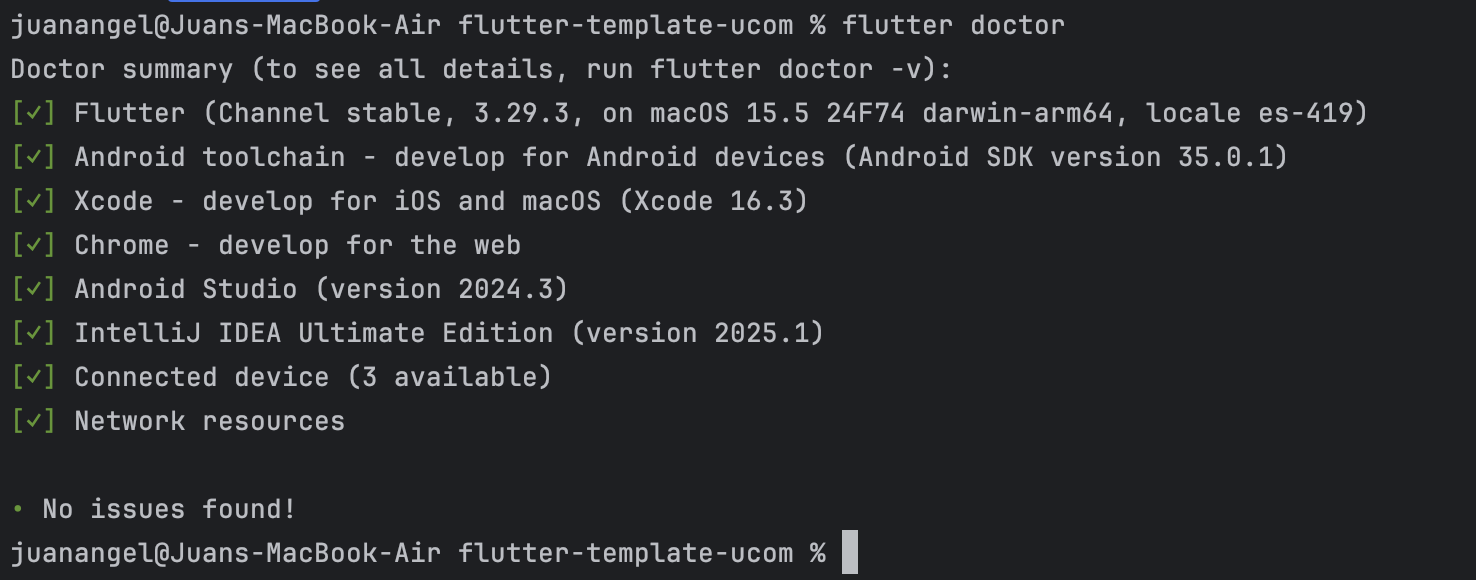 juanangel@Juans-MacBook-Air flutter-template-ucom % flutter doctor
Doctor summary (to see all details, run flutter doctor -v):
[✓] Flutter (Channel stable, 3.29.3, on macOS 15.5 24F74 darwin-arm64, locale es-419)
[✓] Android toolchain - develop for Android devices (Android SDK version 35.0.1)
[✓] Xcode - develop for iOS and macOS (Xcode 16.3)
[✓] Chrome - develop for the web
[✓] Android Studio (version 2024.3)
[✓] IntelliJ IDEA Ultimate Edition (version 2025.1)
[✓] Connected device (3 available)
[✓] Network resources
• No issues found!
juanangel@Juans-MacBook-Air flutter-template-ucom %